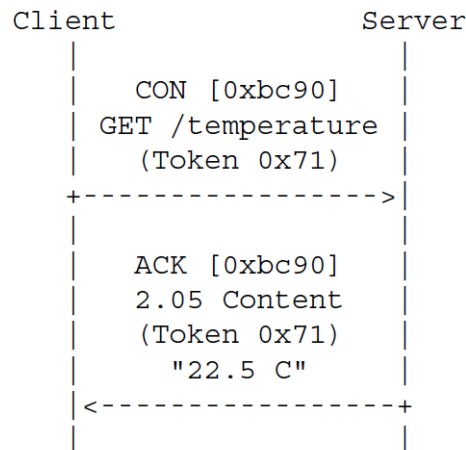 Client Server
CON [0xbc90]
GET /temperature
(Token 0x71)
ACK [0xbc90]
2.05 Content
(Token 0x71)
"22.5 C"